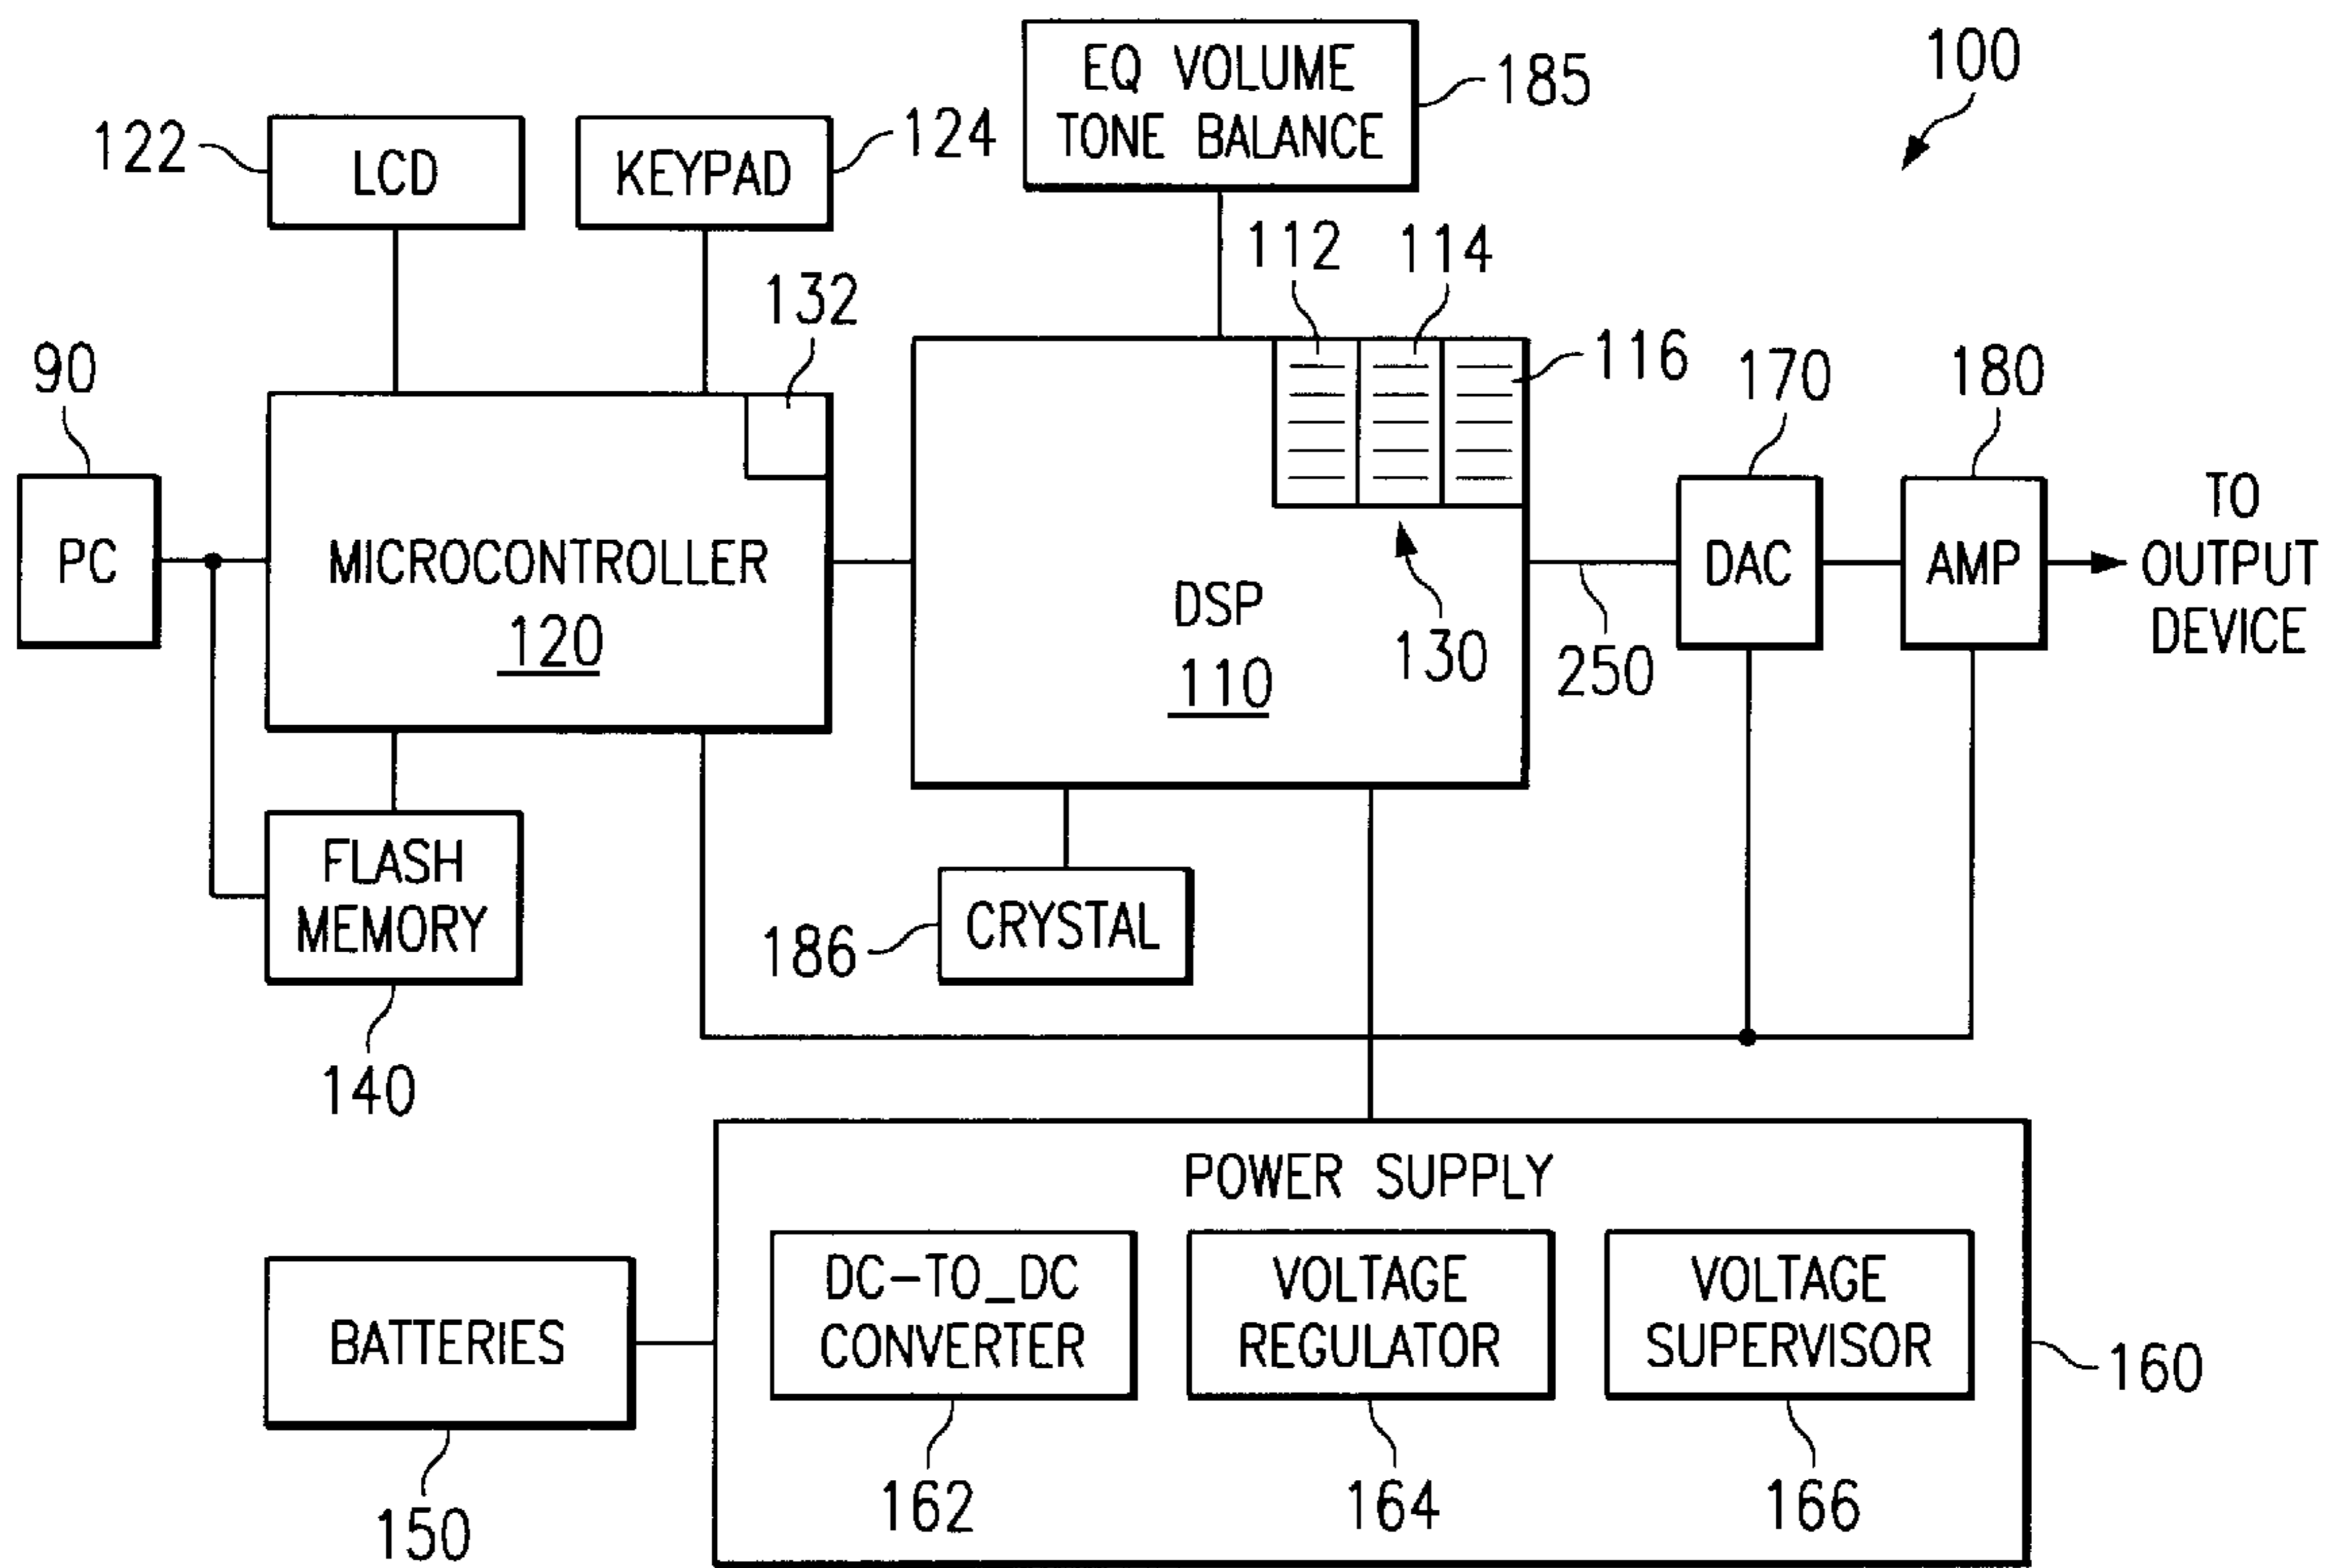 EQ VOLUME
TONE BALANCE
185
100
122
LCD
KEYPAD
124
132
112
114
116
90
170
180
PC
MICROCONTROLLER
120
DSP
110
130
250
DAC
AMP
TO
OUTPUT
DEVICE
FLASH
MEMORY
140
186
CRYSTAL
POWER SUPPLY
BATTERIES
150
DC-TO_DC
CONVERTER
162
VOLTAGE
REGULATOR
164
VOLTAGE
SUPERVISOR
166
160